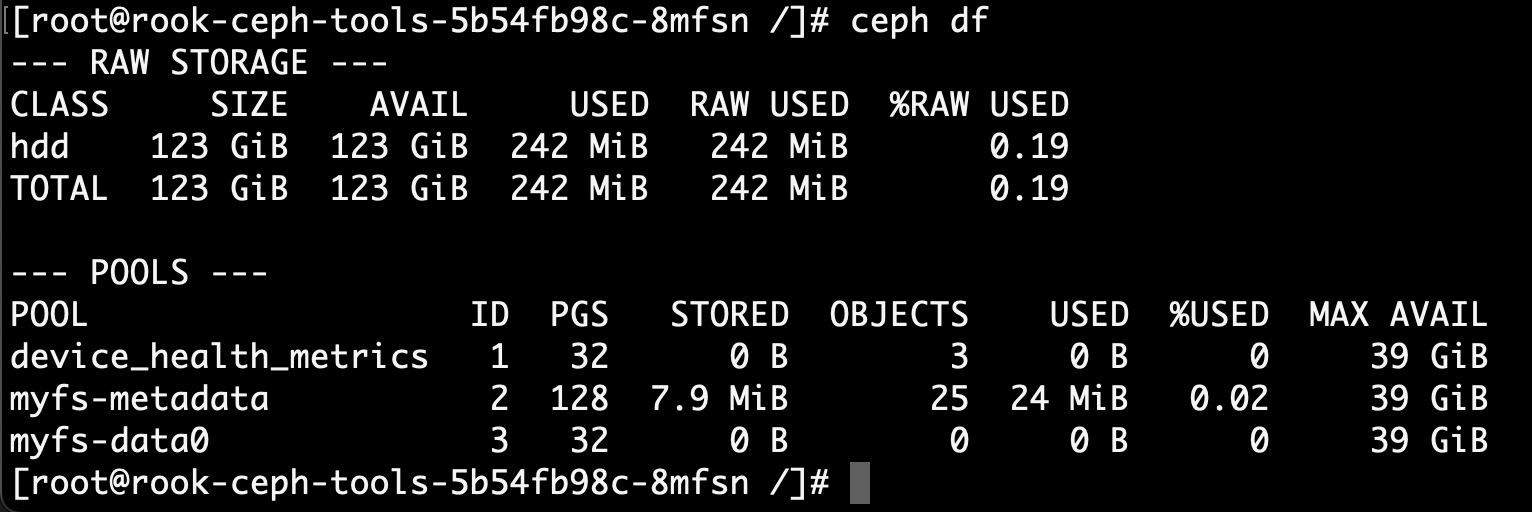 [root@rook-ceph-tools-5b54fb98c-8mfsn /]# ceph df
--- RAW STORAGE ---
CLASS     SIZE    AVAIL     USED  RAW USED  %RAW USED
hdd    123 GiB  123 GiB  242 MiB   242 MiB       0.19
TOTAL  123 GiB  123 GiB  242 MiB   242 MiB       0.19

--- POOLS ---
POOL                   ID  PGS   STORED  OBJECTS    USED  %USED  MAX AVAIL
device_health_metrics   1   32      0 B        3     0 B      0     39 GiB
myfs-metadata           2  128  7.9 MiB       25  24 MiB   0.02     39 GiB
myfs-data0              3   32      0 B        0     0 B      0     39 GiB
[root@rook-ceph-tools-5b54fb98c-8mfsn /]#